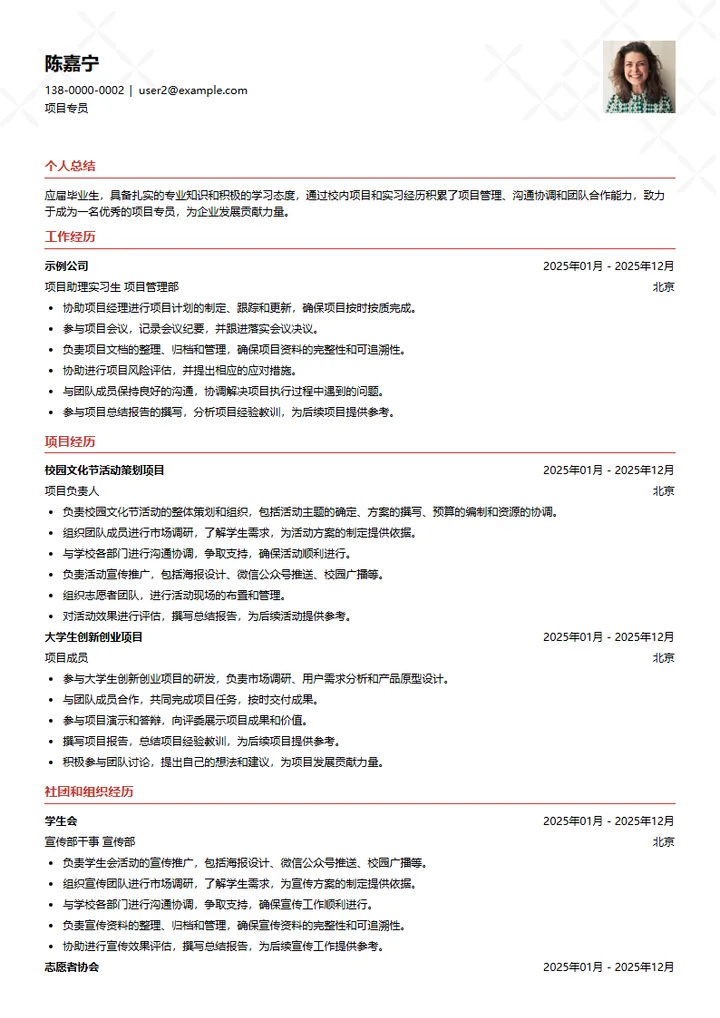 陈嘉宁
138-0000-0002 | user2@example.com
项目专员
个人总结
应届毕业生，具备扎实的专业知识和积极的学习态度，通过校内项目和实习经历积累了项目管理、沟通协调和团队合作能力，致力
于成为一名优秀的项目专员，为企业发展贡献力量。
工作经历
示例公司 2025年01月 - 2025年12月
项目助理实习生 项目管理部 北京
• 协助项目经理进行项目计划的制定、跟踪和更新，确保项目按时按质完成。
• 参与项目会议，记录会议纪要，并跟进落实会议决议。
• 负责项目文档的整理、归档和管理，确保项目资料的完整性和可追溯性。
• 协助进行项目风险评估，并提出相应的应对措施。
• 与团队成员保持良好的沟通，协调解决项目执行过程中遇到的问题。
• 参与项目总结报告的撰写，分析项目经验教训，为后续项目提供参考。
项目经历
校园文化节活动策划项目 2025年01月 - 2025年12月
项目负责人 北京
• 负责校园文化节活动的整体策划和组织，包括活动主题的确定、方案的撰写、预算的编制和资源的协调。
• 组织团队成员进行市场调研，了解学生需求，为活动方案的制定提供依据。
• 与学校各部门进行沟通协调，争取支持，确保活动顺利进行。
• 负责活动宣传推广，包括海报设计、微信公众号推送、校园广播等。
• 组织志愿者团队，进行活动现场的布置和管理。
• 对活动效果进行评估，撰写总结报告，为后续活动提供参考。
大学生创新创业项目 2025年01月 - 2025年12月
项目成员 北京
• 参与大学生创新创业项目的研发，负责市场调研、用户需求分析和产品原型设计。
• 与团队成员合作，共同完成项目任务，按时交付成果。
• 参与项目演示和答辩，向评委展示项目成果和价值。
• 撰写项目报告，总结项目经验教训，为后续项目提供参考。
• 积极参与团队讨论，提出自己的想法和建议，为项目发展贡献力量。
社团和组织经历
学生会 2025年01月 - 2025年12月
宣传部干事 宣传部 北京
• 负责学生会活动的宣传推广，包括海报设计、微信公众号推送、校园广播等。
• 组织宣传团队进行市场调研，了解学生需求，为宣传方案的制定提供依据。
• 与学校各部门进行沟通协调，争取支持，确保宣传工作顺利进行。
• 负责宣传资料的整理、归档和管理，确保宣传资料的完整性和可追溯性。
• 协助进行宣传效果评估，撰写总结报告，为后续宣传工作提供参考。
志愿者协会 2025年01月 - 2025年12月